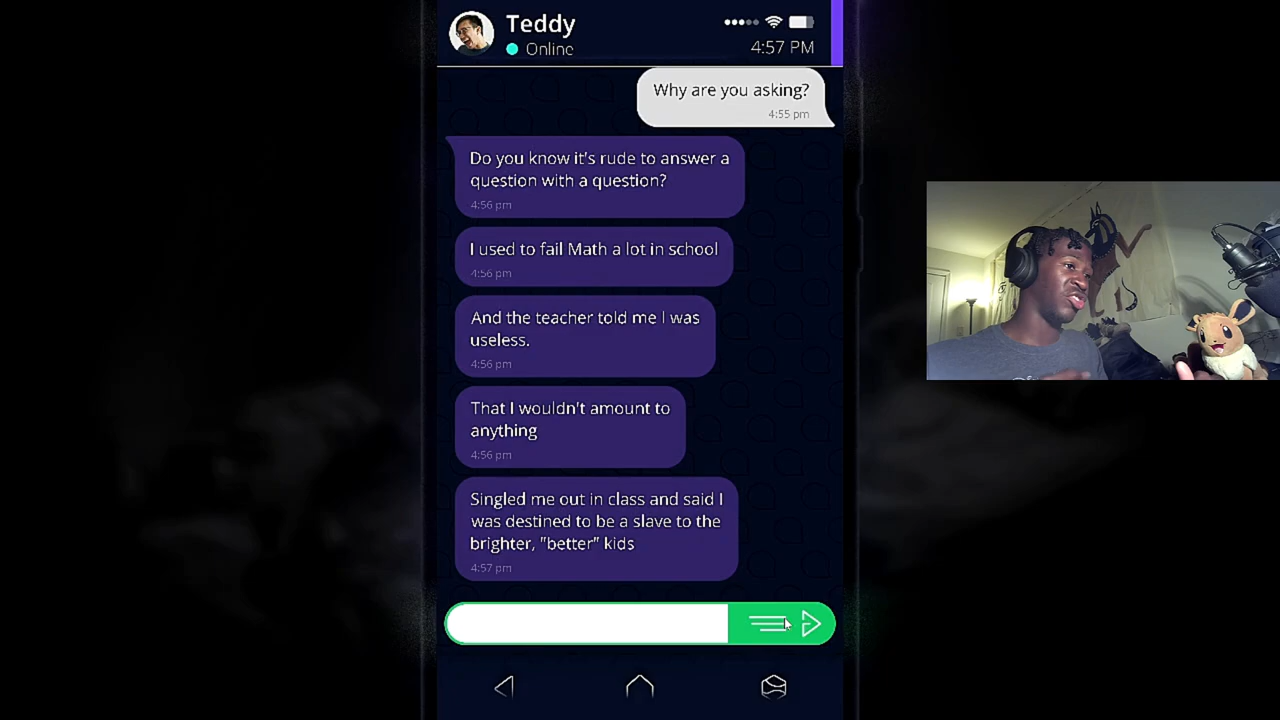 Teddy
Online
4:57 PM
Why are you asking?
4:55 pm
Do you know it's rude to answer a
question with a question?
4:56 pm
I used to fail Math a lot in school
4:56 pm
And the teacher told me I was
useless.
4:56 pm
That I wouldn't amount to
anything
4:56 pm
Singled me out in class and said I
was destined to be a slave to the
brighter, "better" kids
4:57 pm